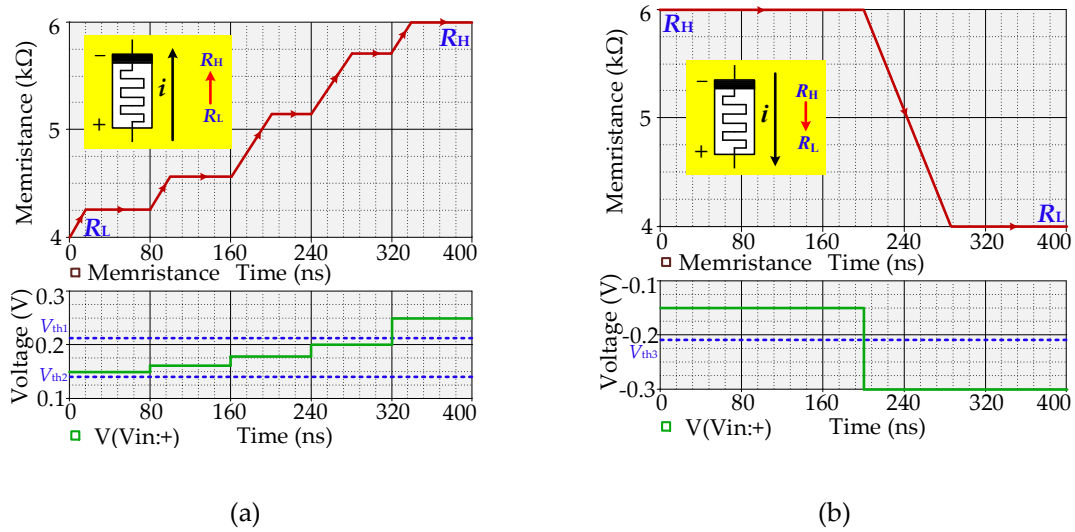 6
5
4
Memristance (kΩ)
R_H
R_L
−
+
i
R_H
R_L
0 80 160 240 320 400
Memristance Time (ns)
0.3
0.2
0.1
Voltage (V)
V_th1
V_th2
0 80 160 240 320 400
V(Vin:+) Time (ns)
(a)
6
5
4
Memristance (kΩ)
R_H
R_L
−
+
i
R_H
R_L
0 80 160 240 320 400
Memristance Time (ns)
-0.1
-0.2
-0.3
Voltage (V)
V_th3
0 80 160 240 320 400
V(Vin:+) Time (ns)
(b)